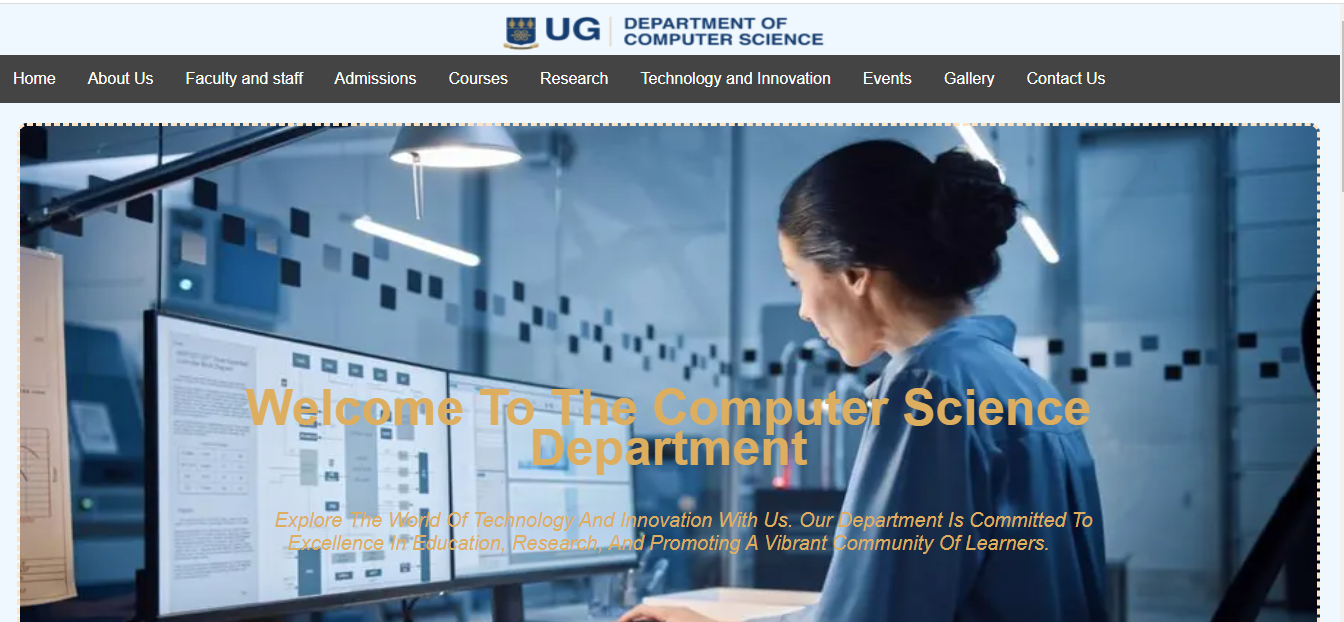 UG DEPARTMENT OF
COMPUTER SCIENCE
Home About Us Faculty and staff Admissions Courses Research Technology and Innovation Events Gallery Contact Us
Welcome To The Computer Science
Department
Explore The World Of Technology And Innovation With Us. Our Department Is Committed To
Excellence In Education, Research, And Promoting A Vibrant Community Of Learners.